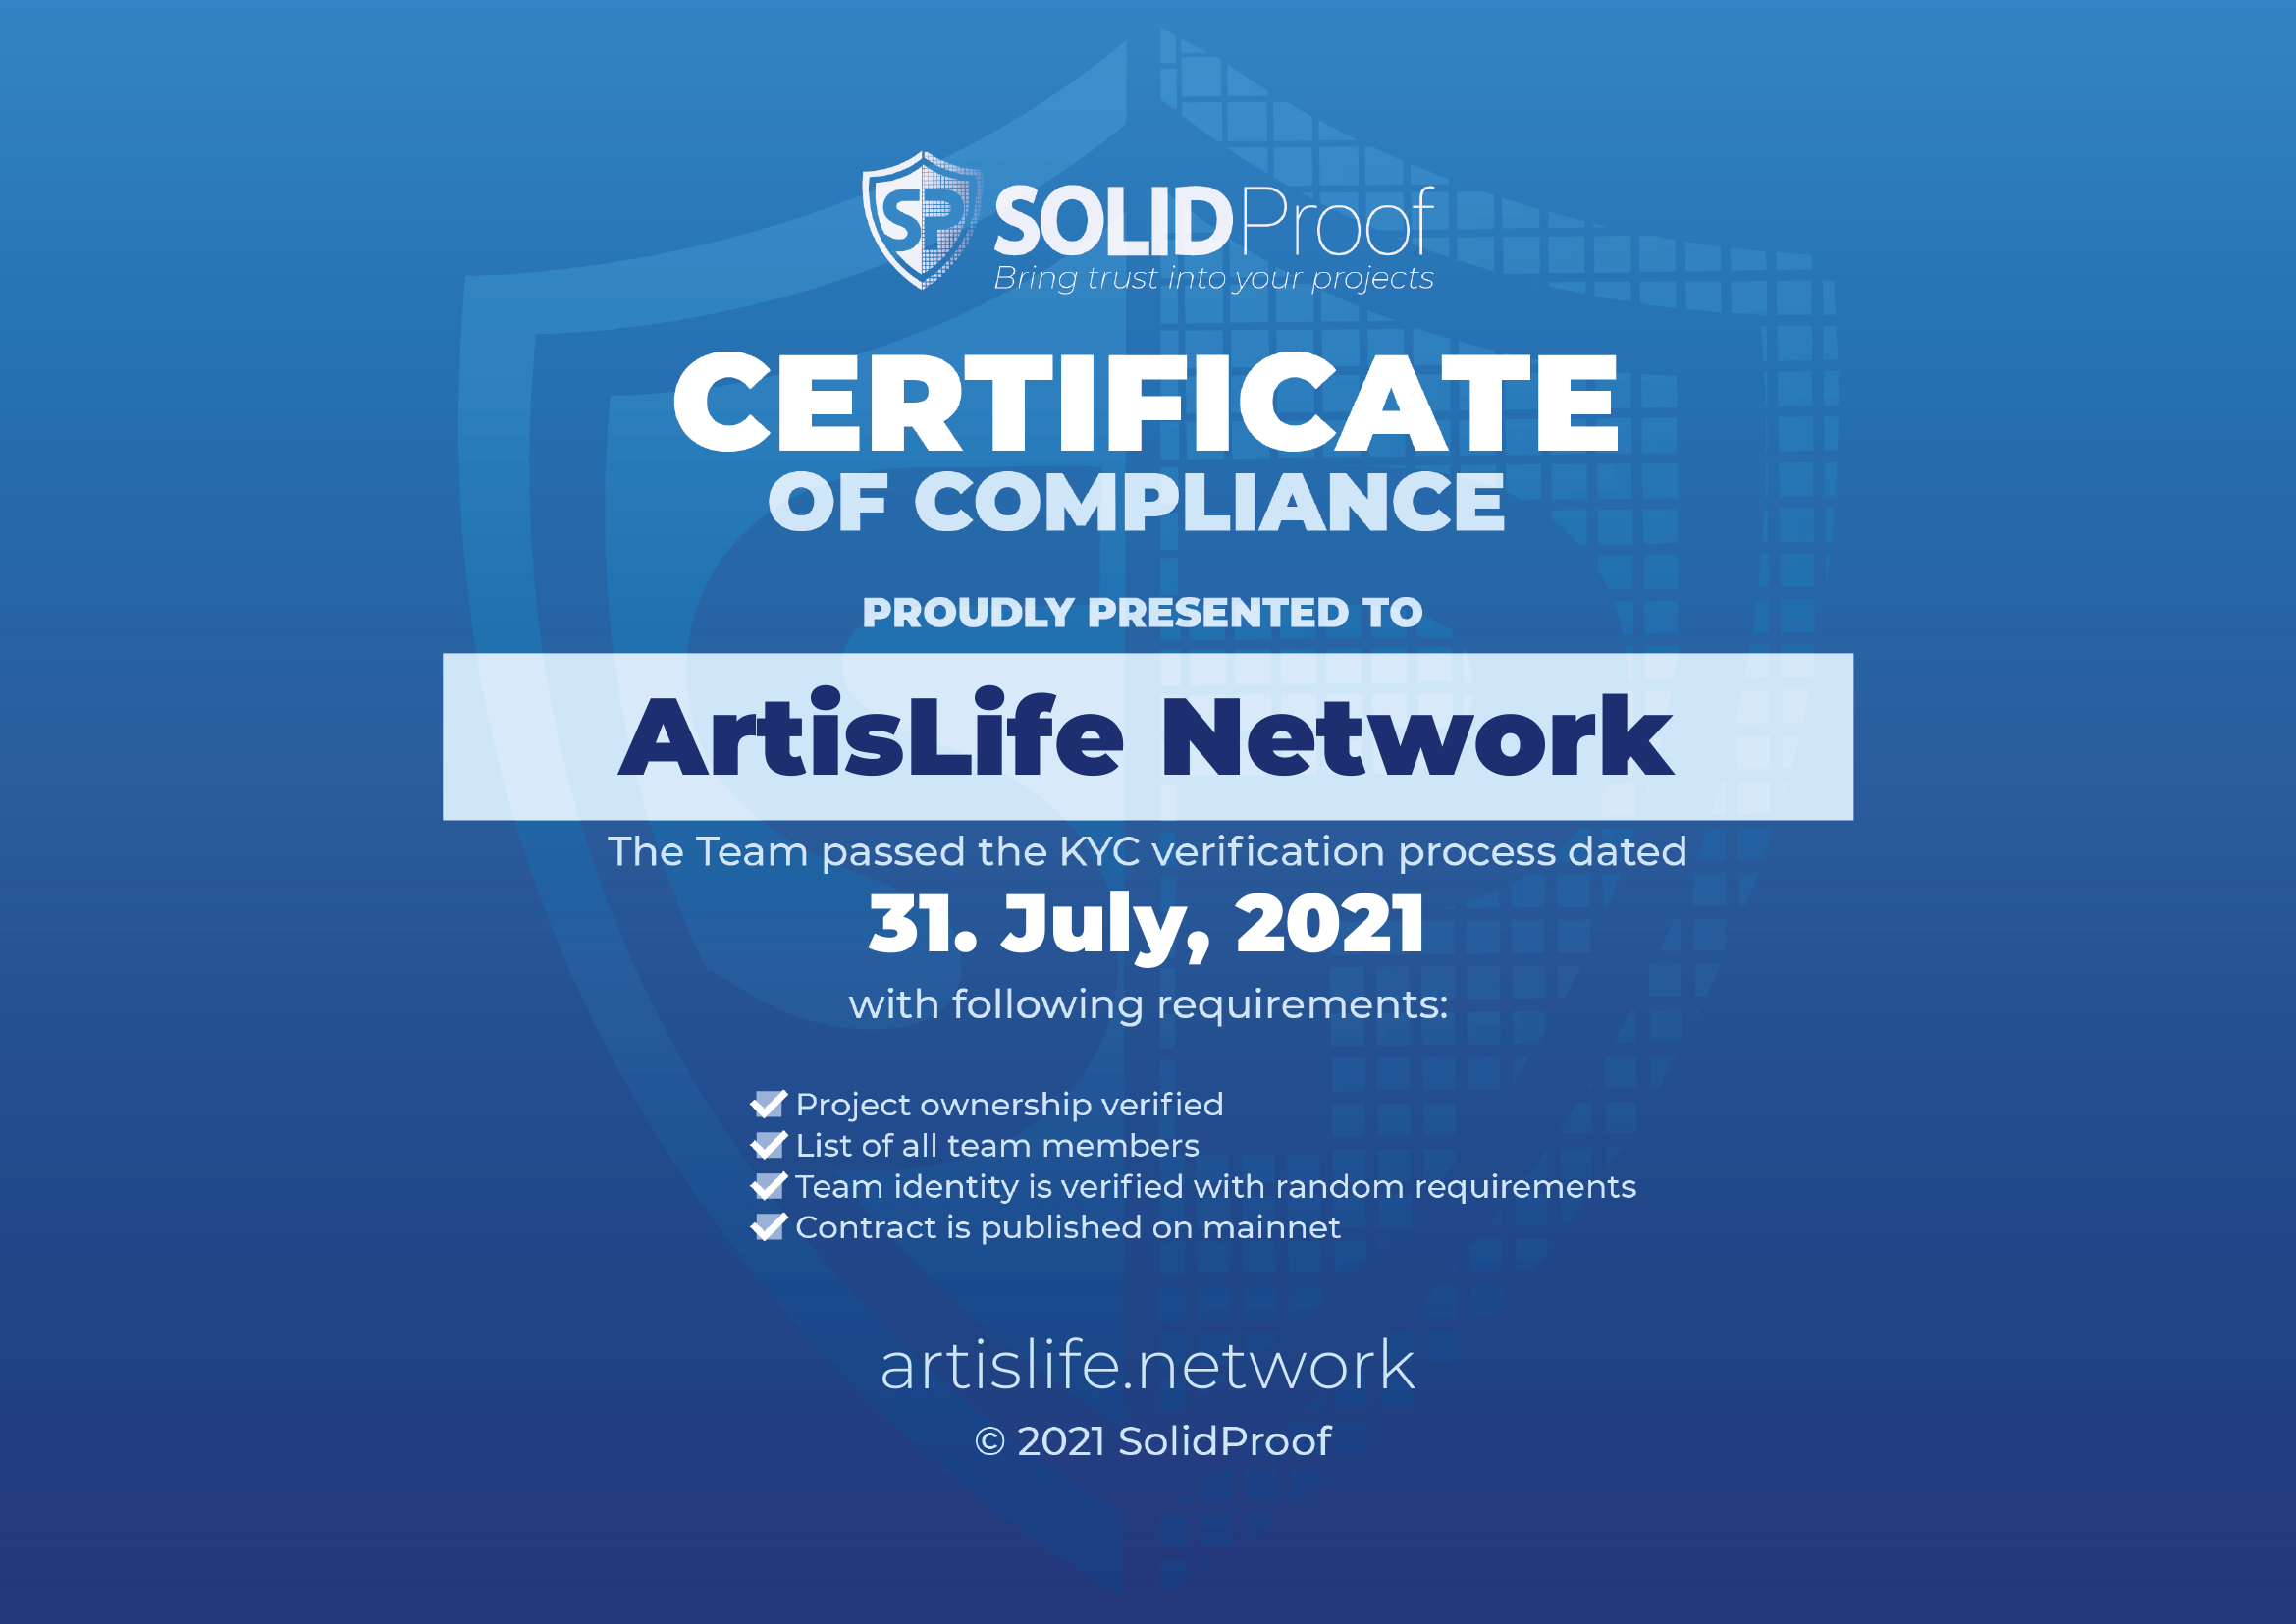 SP SOLIDProof
Bring trust into your projects
CERTIFICATE
OF COMPLIANCE
PROUDLY PRESENTED TO
ArtisLife Network
The Team passed the KYC verification process dated
31. July, 2021
with following requirements:
Project ownership verified
List of all team members
Team identity is verified with random requirements
Contract is published on mainnet
artislife.network
© 2021 SolidProof